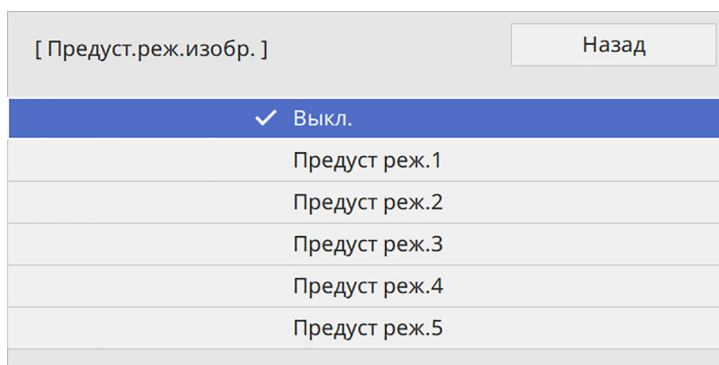 [ Предуст.реж.изобр. ]
Назад
Выкл.
Предуст реж.1
Предуст реж.2
Предуст реж.3
Предуст реж.4
Предуст реж.5